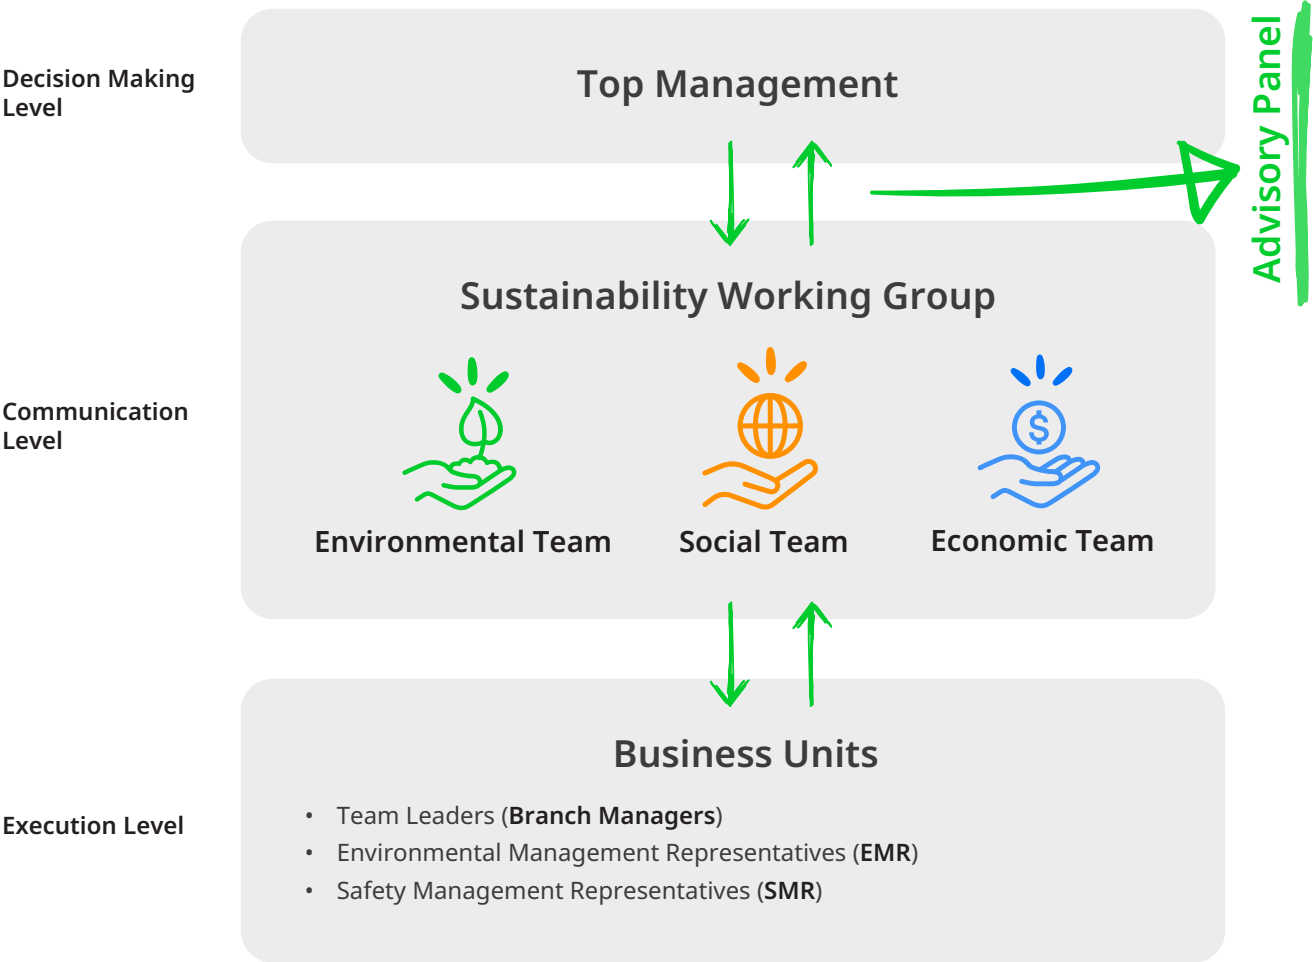 Decision Making
Level
Top Management
Advisory Panel
Sustainability Working Group
Communication
Level
$
Environmental Team
Social Team
Economic Team
Business Units
Execution Level
• Team Leaders (Branch Managers)
• Environmental Management Representatives (EMR)
• Safety Management Representatives (SMR)